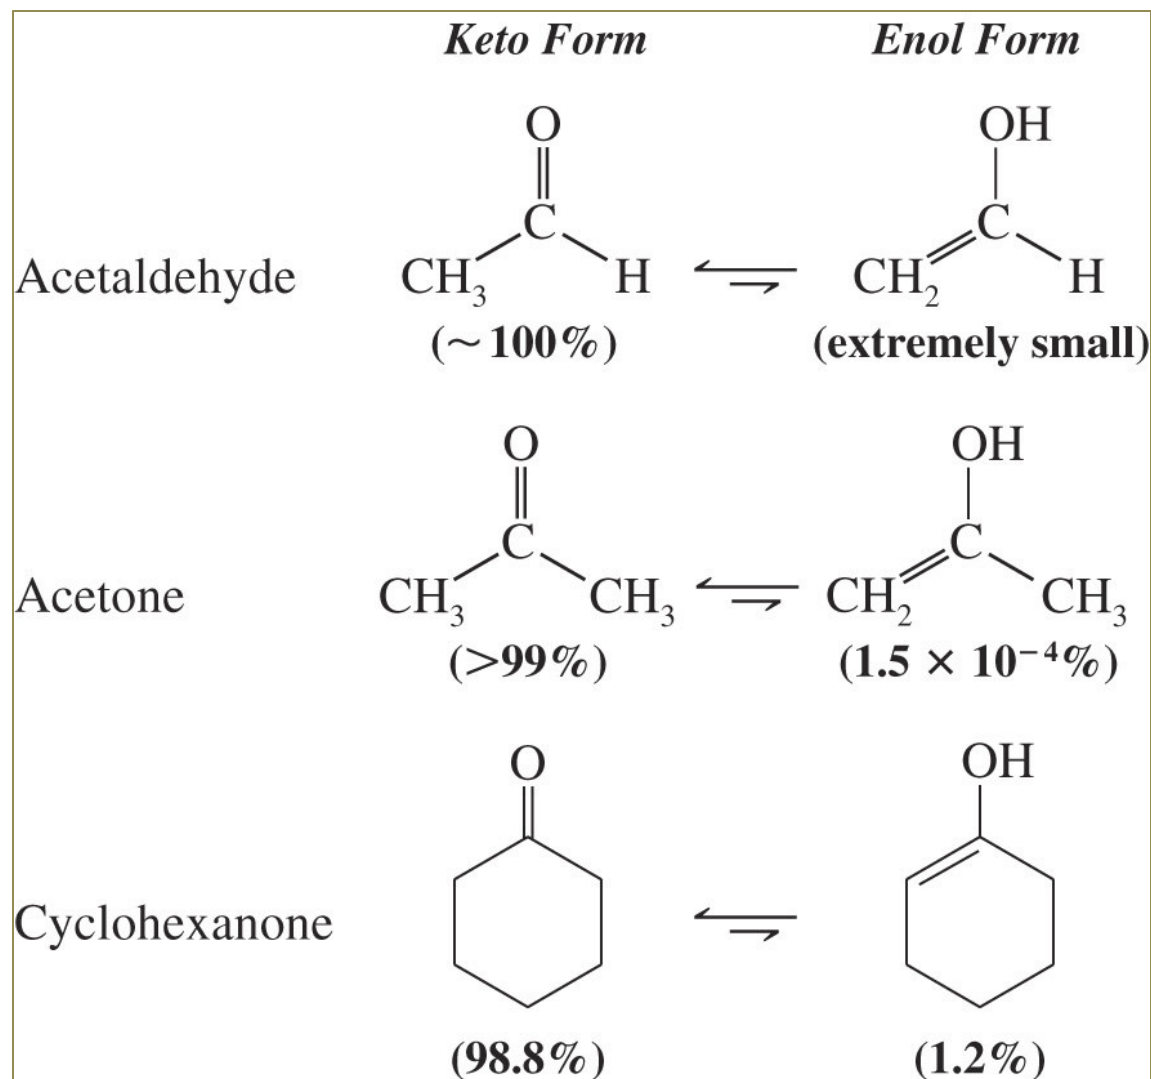 Keto Form Enol Form
O OH
C C
Acetaldehyde CH3 H CH2 H
(~100%) (extremely small)
O OH
C C
Acetone CH3 CH3 CH2 CH3
(>99%) (1.5 × 10⁻⁴%)
O OH
Cyclohexanone
(98.8%) (1.2%)